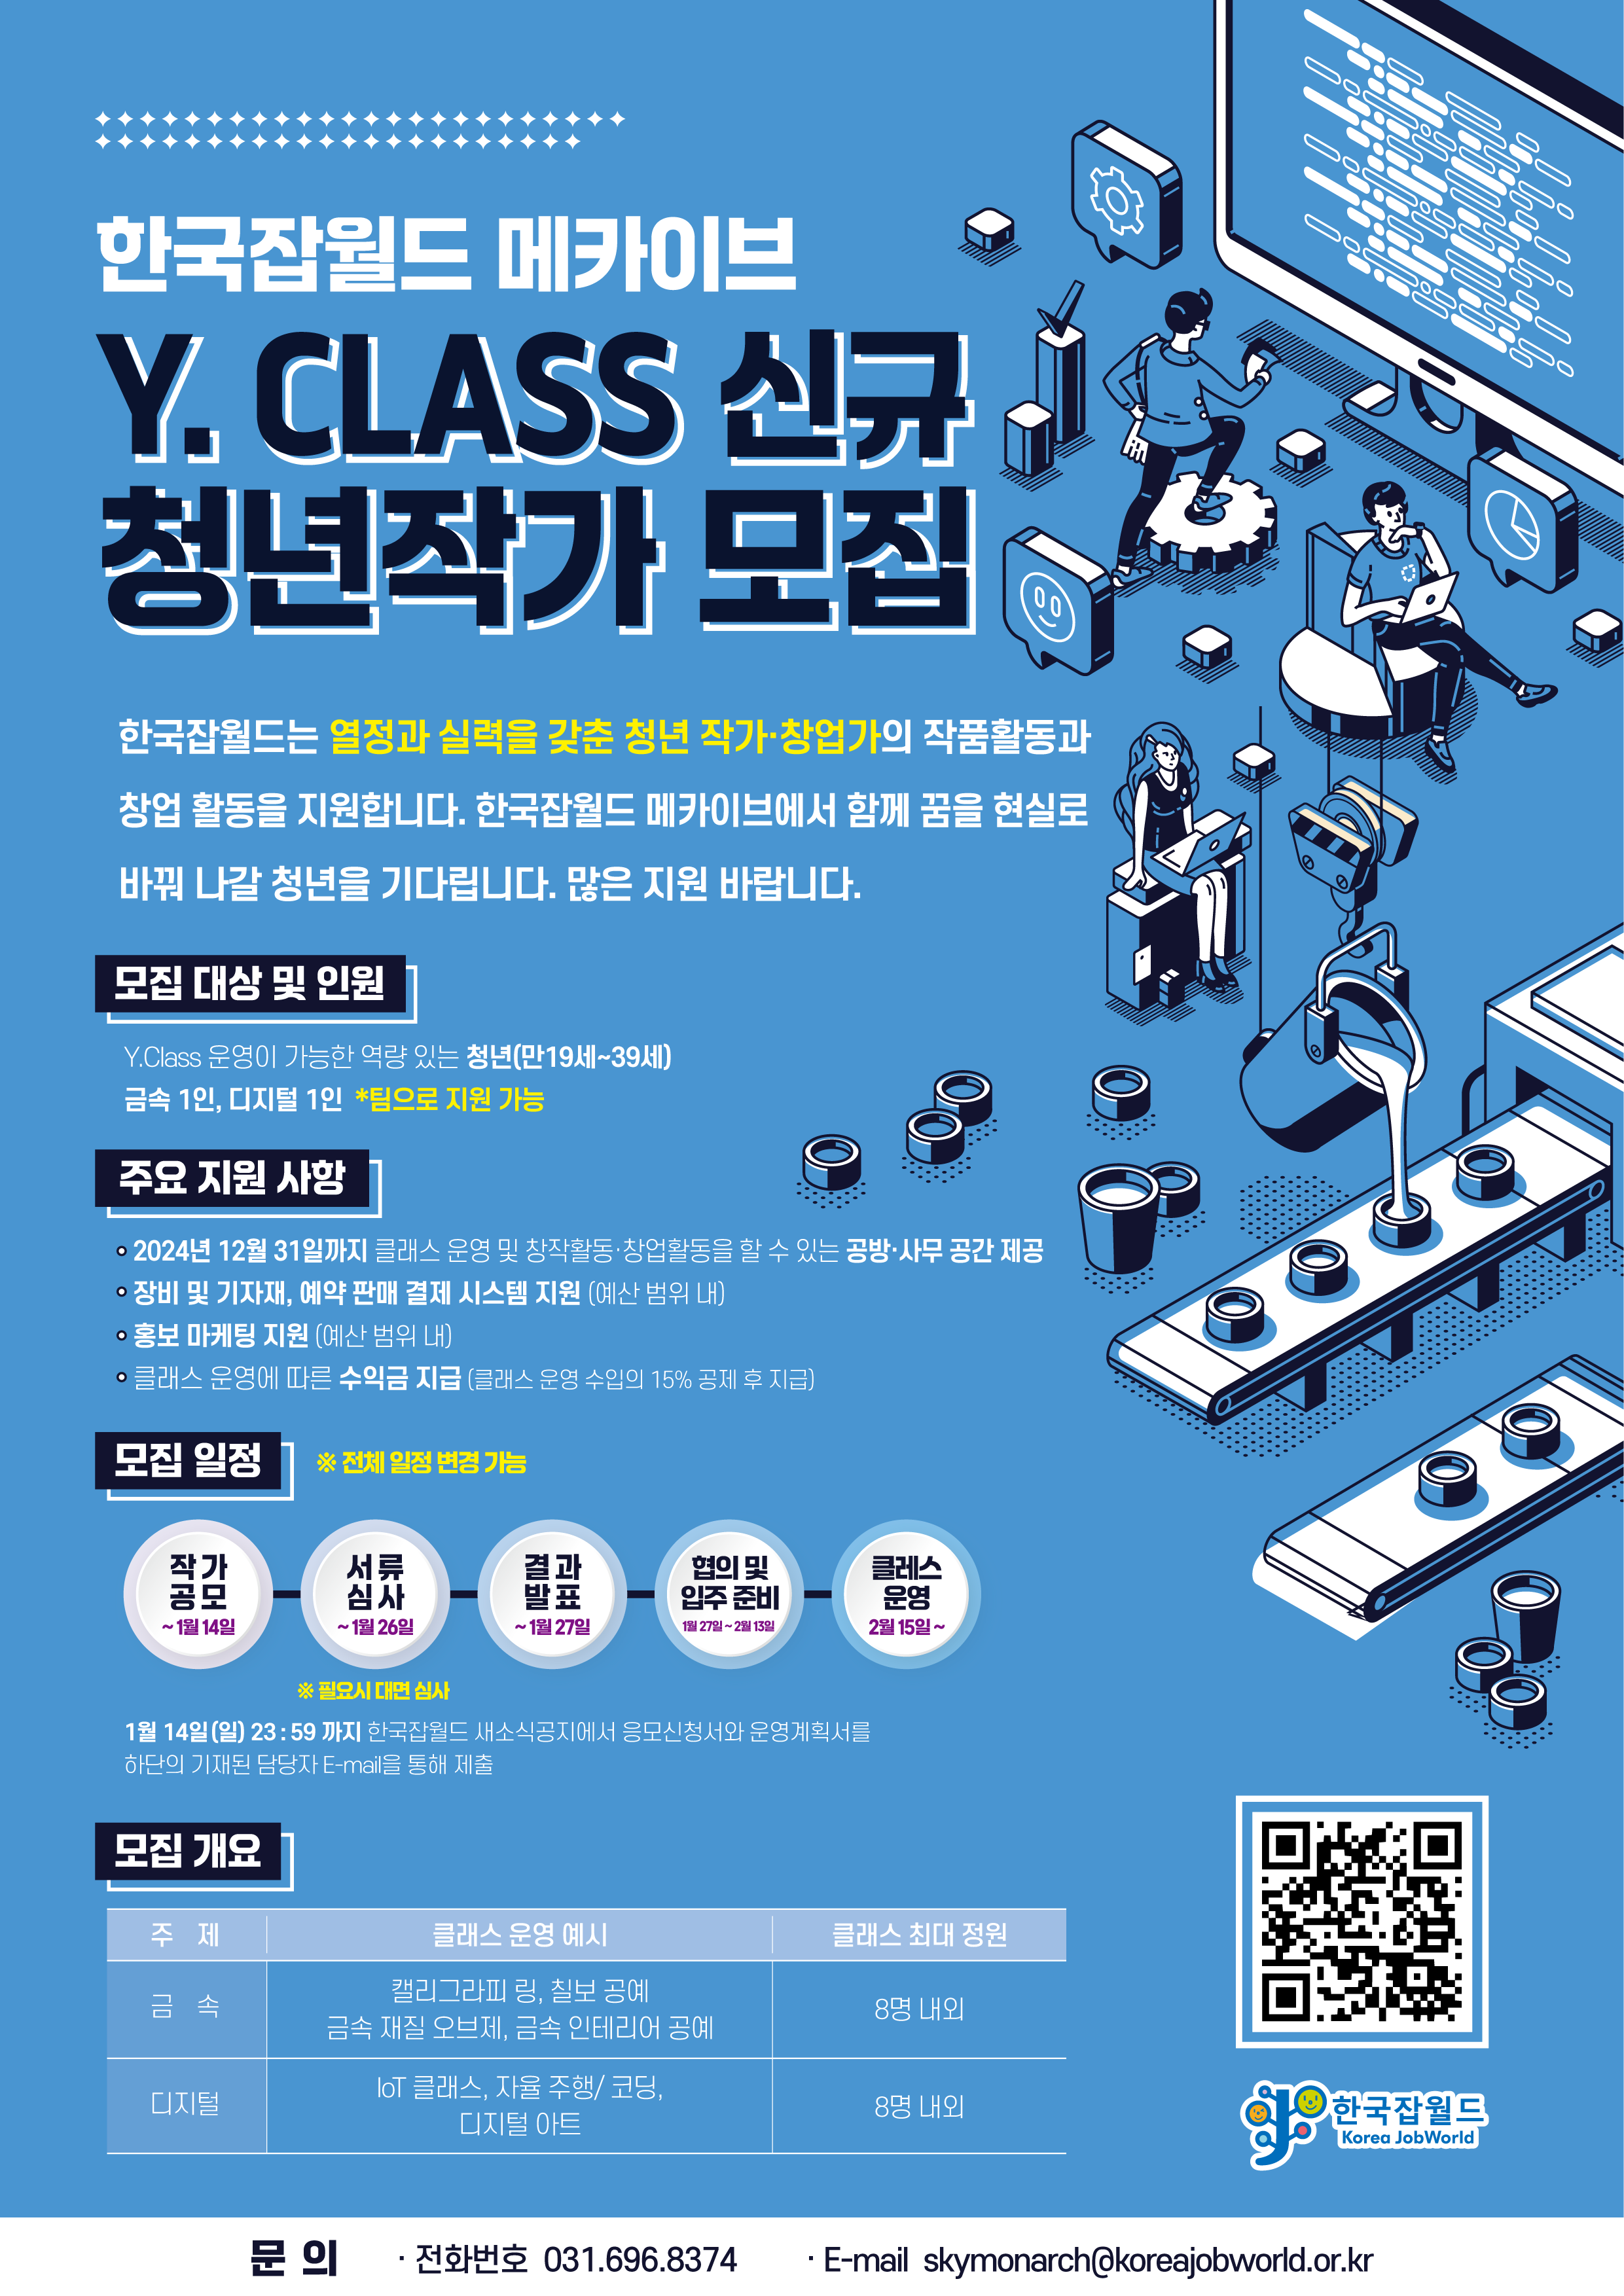 한국잡월드 메카이브
Y. CLASS 신규
청년작가 모집
한국잡월드는 열정과 실력을 갖춘 청년 작가·창업가의 작품활동과
창업 활동을 지원합니다. 한국잡월드 메카이브에서 함께 꿈을 현실로
바꿔 나갈 청년을 기다립니다. 많은 지원 바랍니다.
모집 대상 및 인원
Y.Class 운영이 가능한 역량 있는 청년(만19세~39세)
금속 1인, 디지털 1인 *팀으로 지원 가능
주요 지원 사항
• 2024년 12월 31일까지 클래스 운영 및 창작활동·창업활동을 할 수 있는 공방·사무 공간 제공
• 장비 및 기자재, 예약 판매 결제 시스템 지원 (예산 범위 내)
• 홍보 마케팅 지원 (예산 범위 내)
• 클래스 운영에 따른 수익금 지급 (클래스 운영 수입의 15% 공제 후 지급)
모집 일정 ※ 전체 일정 변경 가능
작가
공모
~ 1월 14일
서류
심사
~ 1월 26일
결과
발표
~ 1월 27일
협의 및
입주 준비
1월 27일 ~ 2월 13일
클레스
운영
2월 15일 ~
※ 필요시 대면 심사
1월 14일(일) 23 : 59 까지 한국잡월드 새소식공지에서 응모신청서와 운영계획서를
하단의 기재된 담당자 E-mail을 통해 제출
모집 개요
주 제 클래스 운영 예시 클래스 최대 정원
금 속 캘리그라피 링, 칠보 공예
금속 재질 오브제, 금속 인테리어 공예 8명 내외
디지털 IoT 클래스, 자율 주행/ 코딩,
디지털 아트 8명 내외
한국잡월드
Korea JobWorld
문 의 · 전화번호 031.696.8374 · E-mail skymonarch@koreajobworld.or.kr